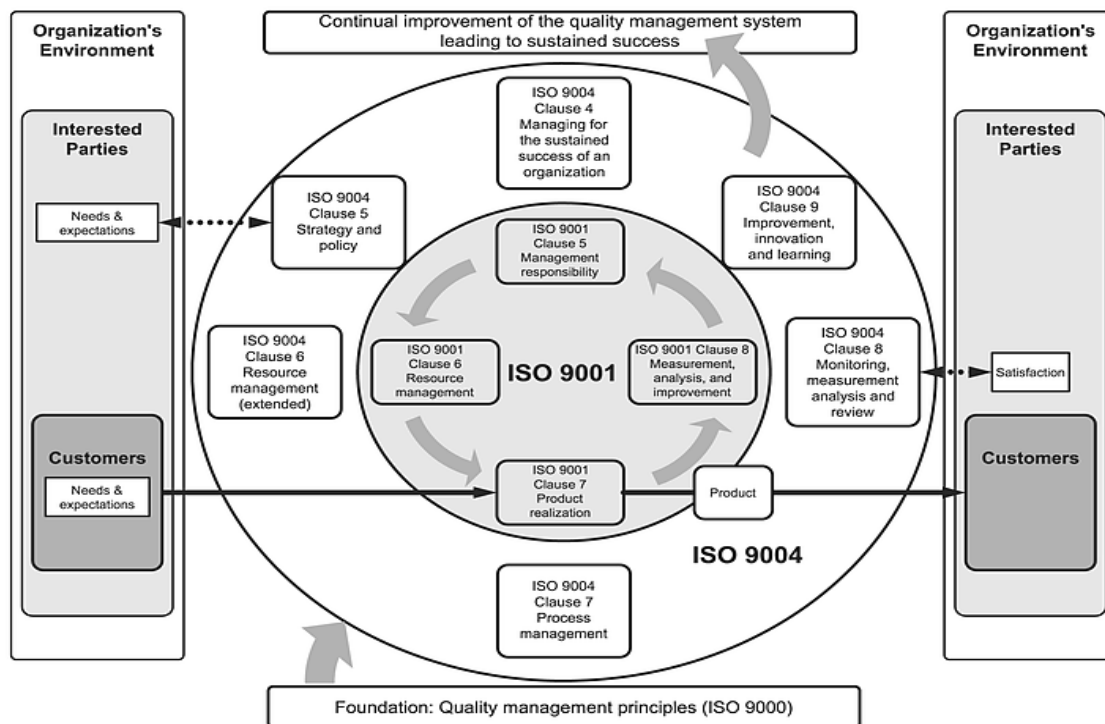 Organization's
Environment
Interested
Parties
Needs &
expectations
Customers
Needs &
expectations
Continual improvement of the quality management system
leading to sustained success
ISO 9004
Clause 4
Managing for
the sustained
success of an
organization
ISO 9004
Clause 5
Strategy and
policy
ISO 9004
Clause 9
Improvement,
innovation
and learning
ISO 9001
Clause 5
Management
responsibility
ISO 9004
Clause 6
Resource
management
(extended)
ISO 9001
Clause 6
Resource
management
ISO 9001
ISO 9001 Clause 8
Measurement,
analysis, and
improvement
ISO 9004
Clause 8
Monitoring,
measurement
analysis and
review
ISO 9001
Clause 7
Product
realization
Product
ISO 9004
ISO 9004
Clause 7
Process
management
Foundation: Quality management principles (ISO 9000)
Organization's
Environment
Interested
Parties
Satisfaction
Customers